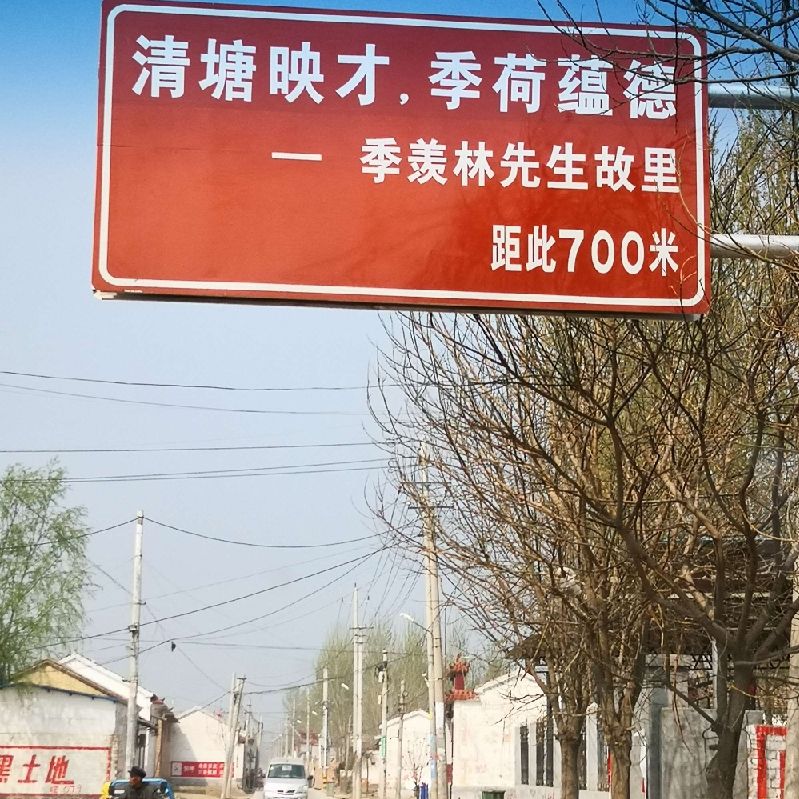 清塘映才,季荷蕴德
— 季羡林先生故里
距此700米
黑土地